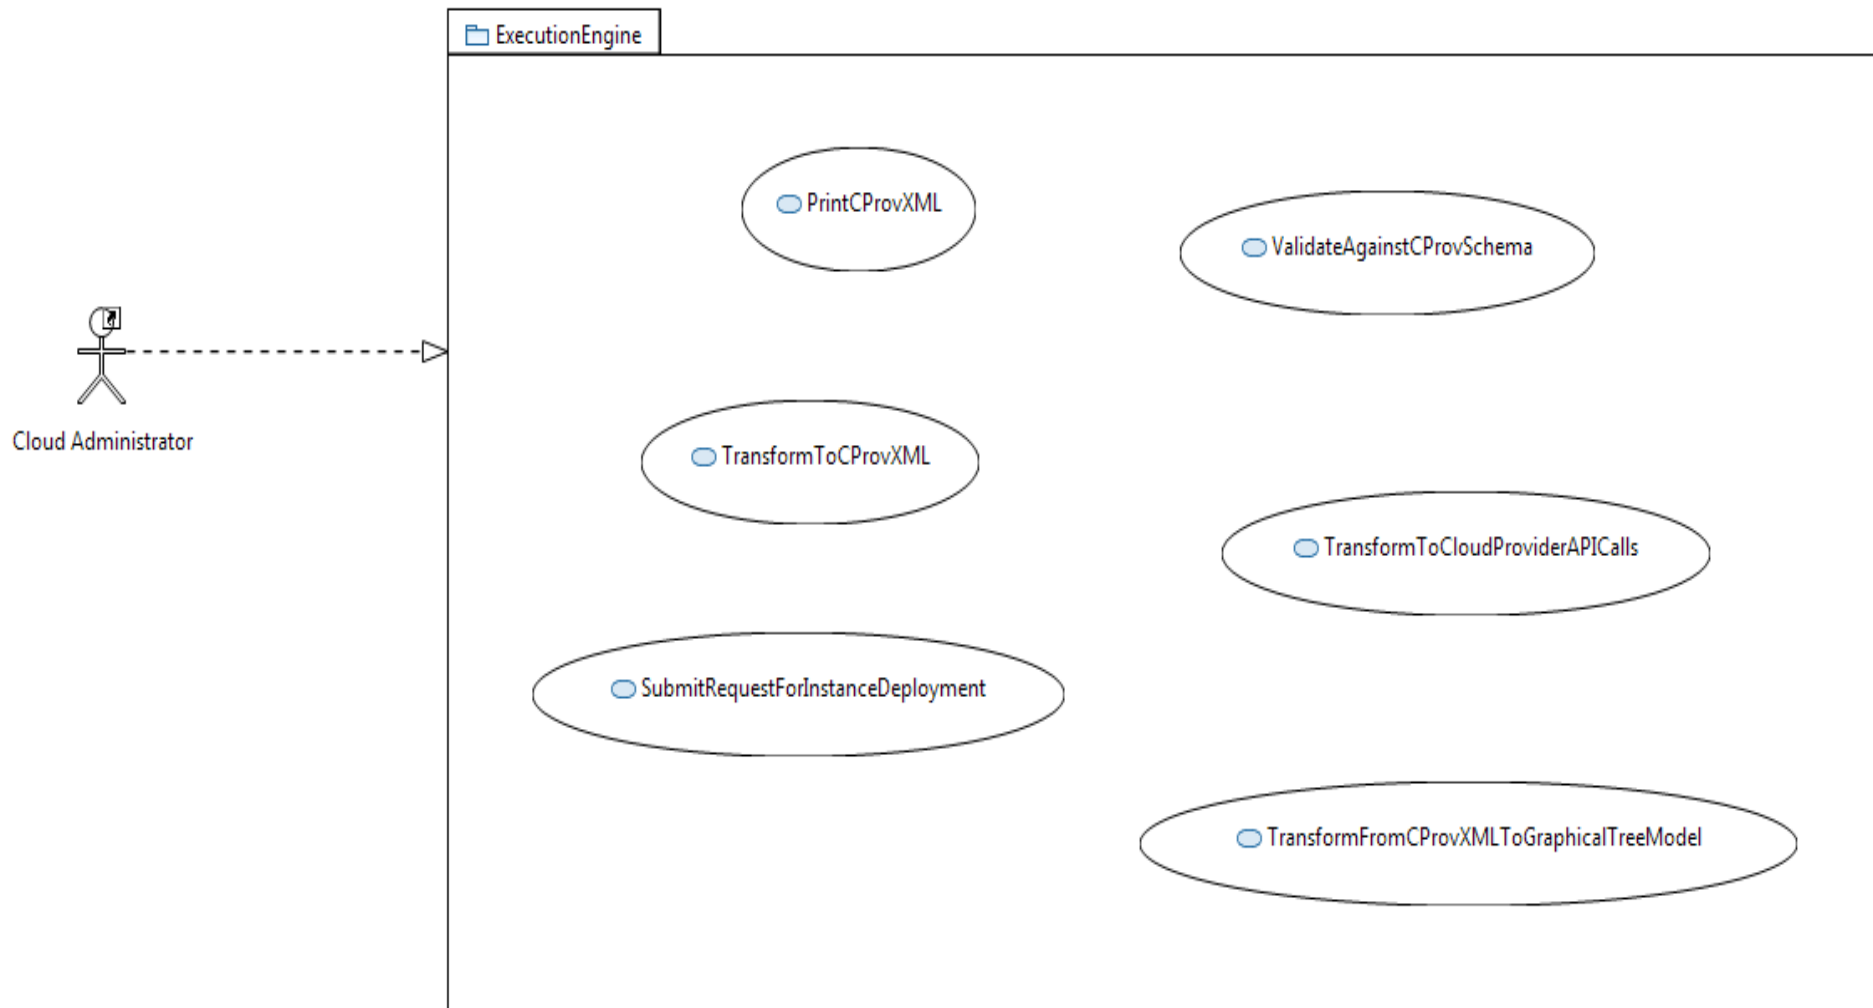 ExecutionEngine
PrintCProvXML
ValidateAgainstCProvSchema
Cloud Administrator
TransformToCProvXML
TransformToCloudProviderAPICalls
SubmitRequestForInstanceDeployment
TransformFromCProvXMLToGraphicalTreeModel